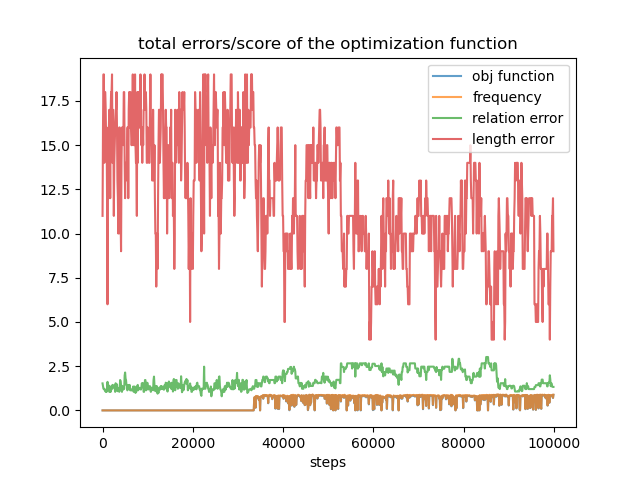 total errors/score of the optimization function
obj function
frequency
relation error
length error
17.5
15.0
12.5
10.0
7.5
5.0
2.5
0.0
0 20000 40000 60000 80000 100000
steps